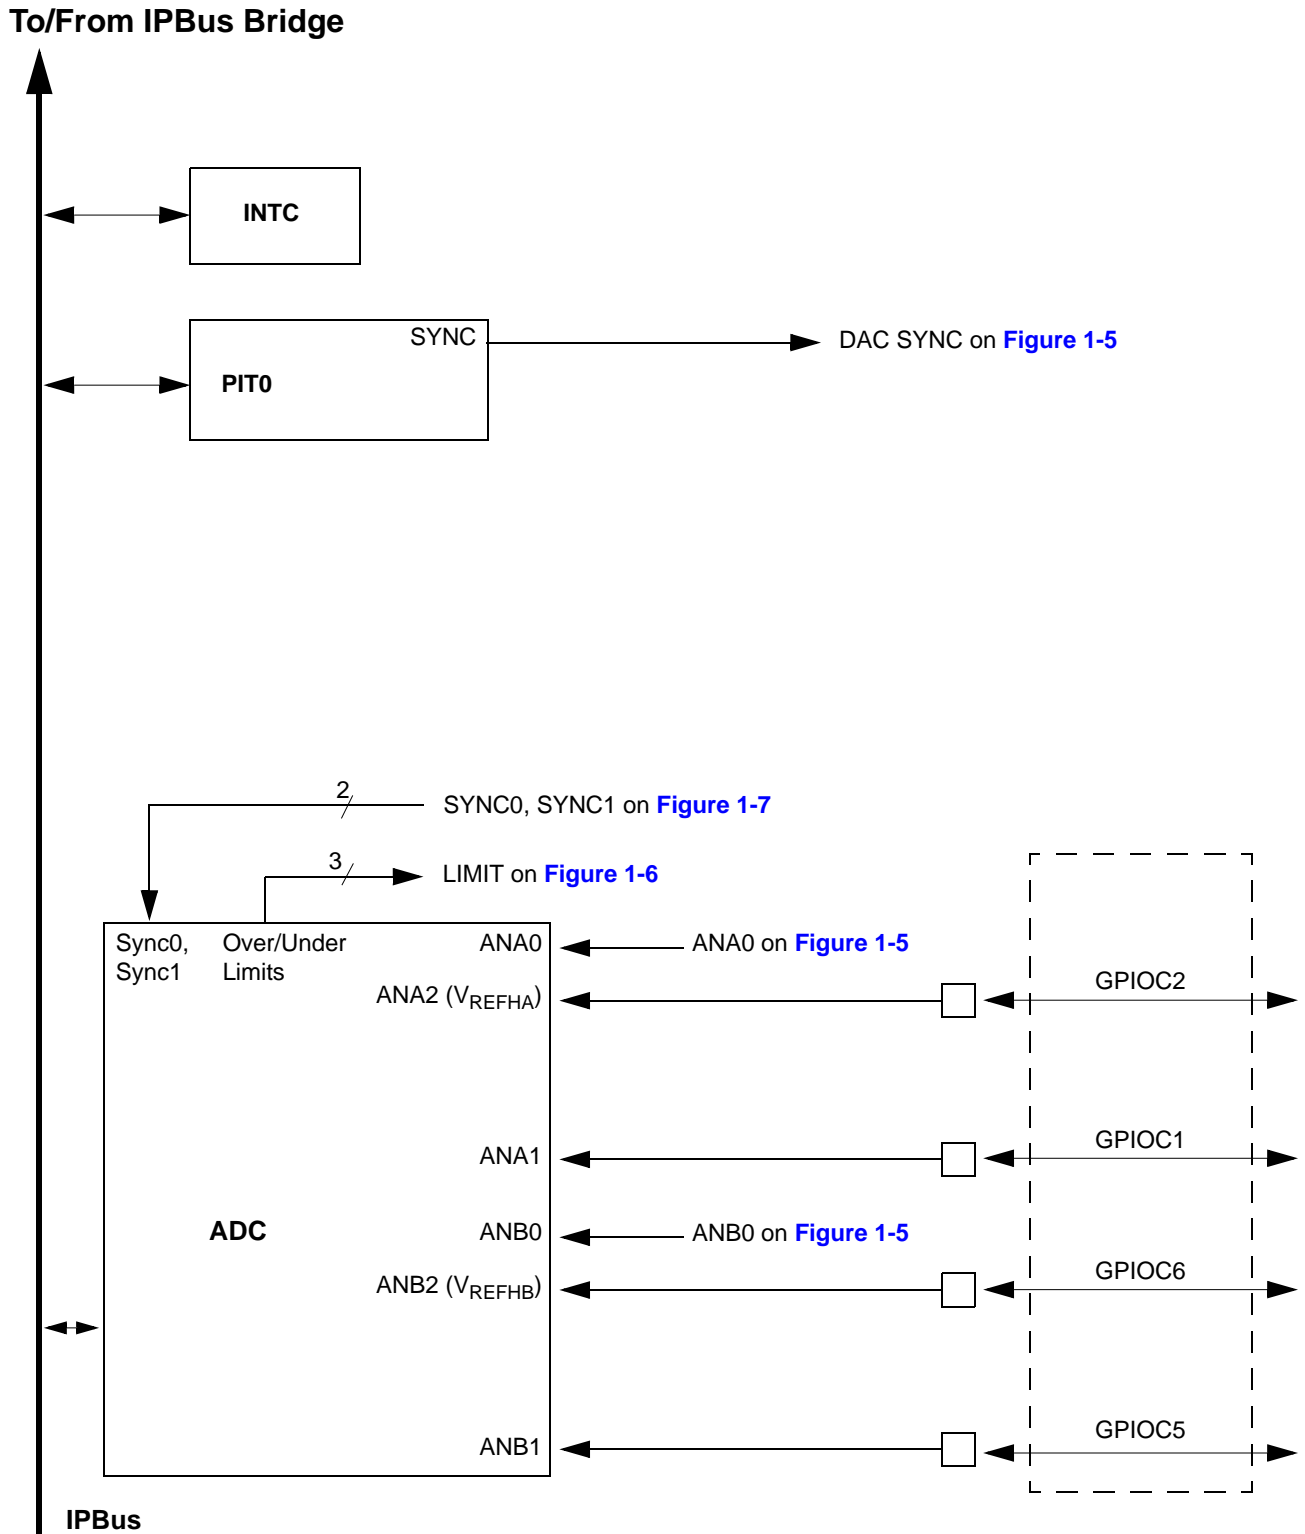 To/From IPBus Bridge
INTC
SYNC
DAC SYNC on Figure 1-5
PIT0
2
SYNC0, SYNC1 on Figure 1-7
3
LIMIT on Figure 1-6
Sync0,
Sync1
Over/Under
Limits
ANA0
ANA0 on Figure 1-5
ANA2 (VREFHA)
GPIOC2
ANA1
GPIOC1
ADC
ANB0
ANB0 on Figure 1-5
ANB2 (VREFHB)
GPIOC6
ANB1
GPIOC5
IPBus